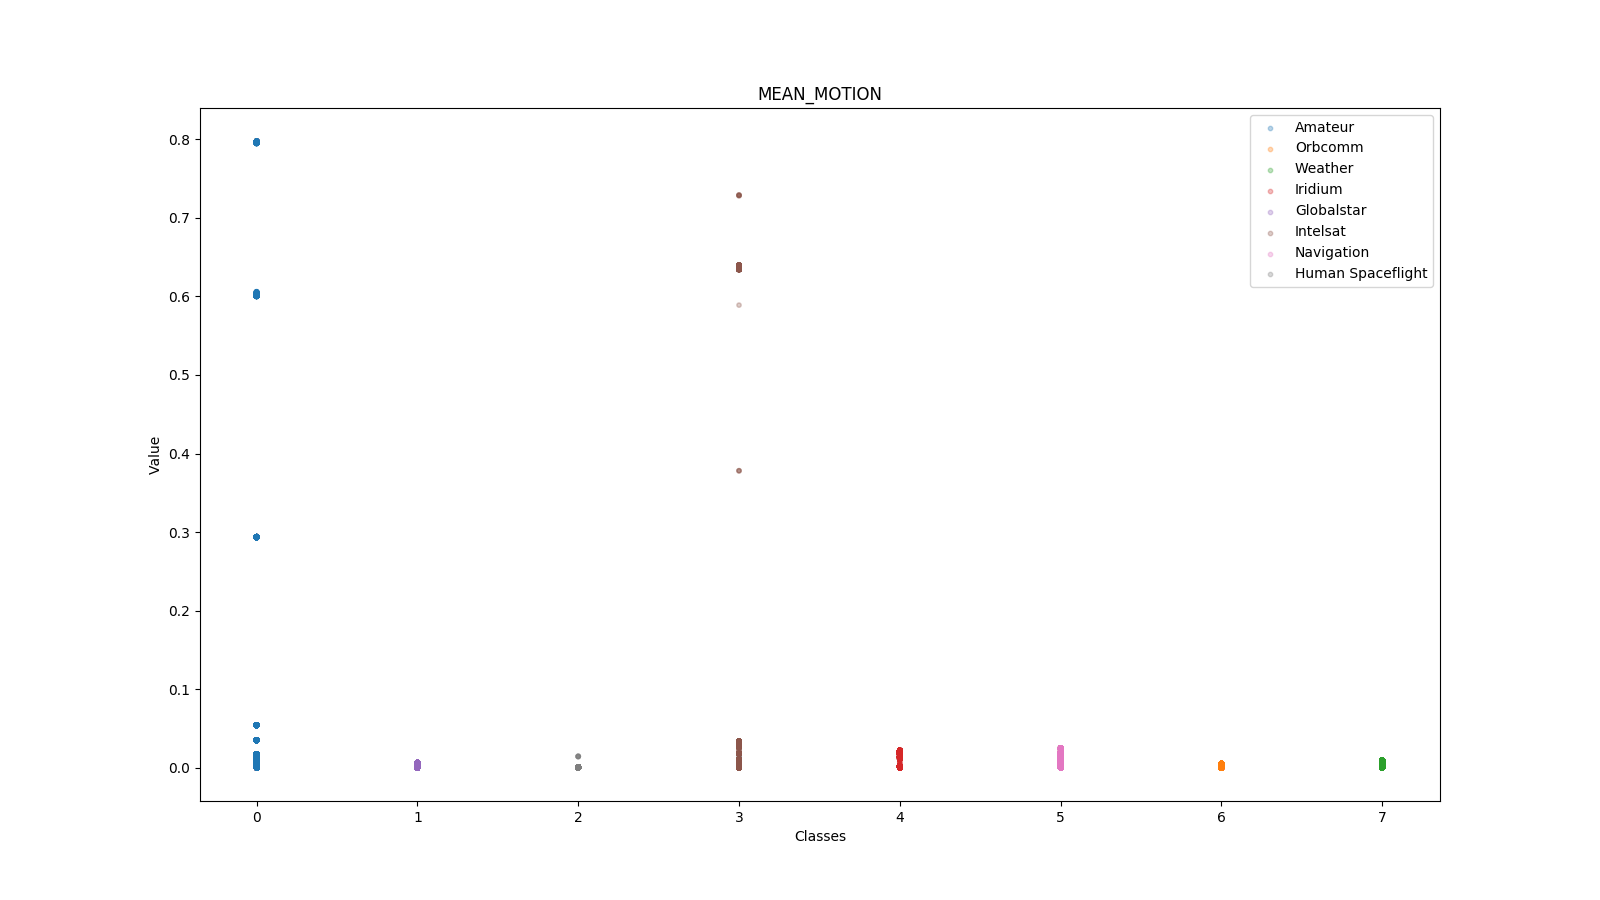 MEAN_MOTION
Amateur
Orbcomm
Weather
Iridium
Globalstar
Intelsat
Navigation
Human Spaceflight
0.8
0.7
0.6
0.5
0.4
0.3
0.2
0.1
0.0
Value
0 1 2 3 4 5 6 7
Classes